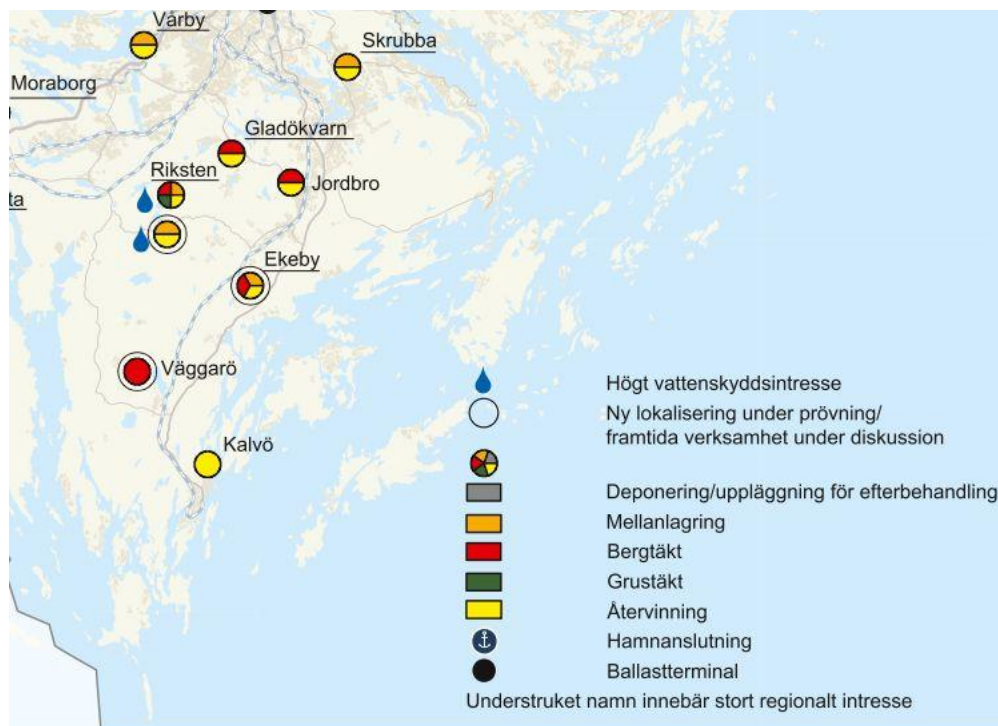 Vårby
Skrubba
Moraborg
Gladökvarn
Riksten
Jordbro
ta
Ekeby
Väggarö
Kalvö
Högt vattenskyddsintresse
Ny lokalisering under prövning/
framtida verksamhet under diskussion
Deponering/uppläggning för efterbehandling
Mellanlagring
Bergtäkt
Grustäkt
Återvinning
Hamnanslutning
Ballastterminal
Understruket namn innebär stort regionalt intresse